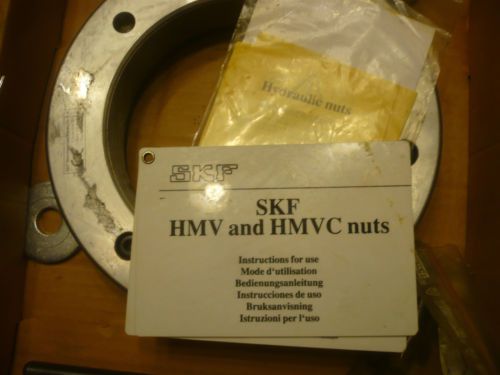 Hydraulic nuts
SKF
SKF
HMV and HMVC nuts
Instructions for use
Mode d'utilisation
Bedienungsanleitung
Instrucciones de uso
Bruksanvisning
Istruzioni per l'uso